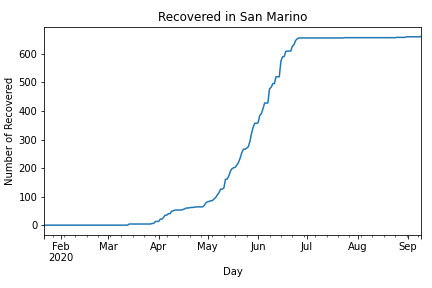 Recovered in San Marino
Number of Recovered
600
500
400
300
200
100
0
Feb Mar Apr May Jun Jul Aug Sep
2020
Day